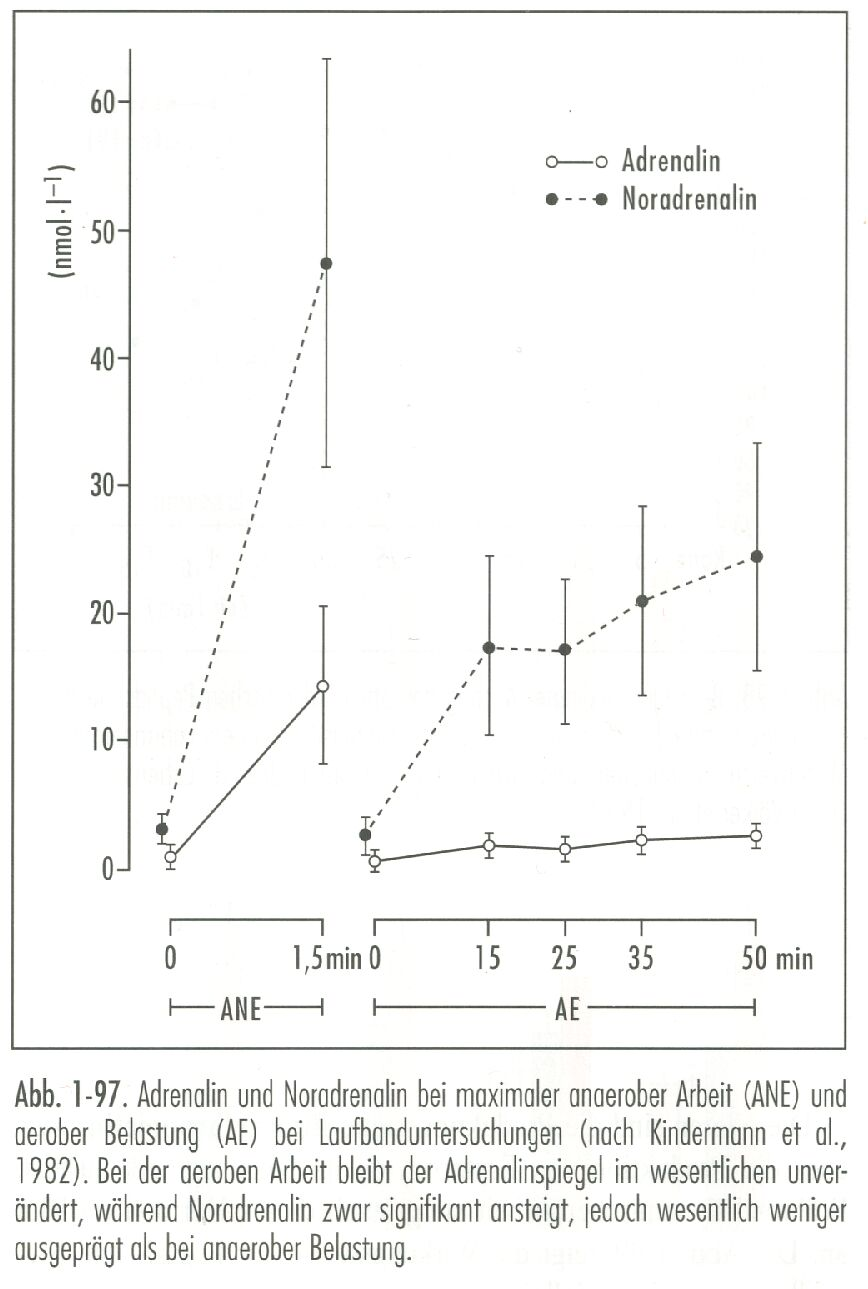 60
50
40
30
20
10
0
(nmol · l⁻¹)
Adrenalin
Noradrenalin
0 1,5 min 0 15 25 35 50 min
ANE AE
Abb. 1-97. Adrenalin und Noradrenalin bei maximaler anaerober Arbeit (ANE) und
aerober Belastung (AE) bei Laufbanduntersuchungen (nach Kindermann et al.,
1982). Bei der aeroben Arbeit bleibt der Adrenalinspiegel im wesentlichen unver-
ändert, während Noradrenalin zwar signifikant ansteigt, jedoch wesentlich weniger
ausgeprägt als bei anaerober Belastung.